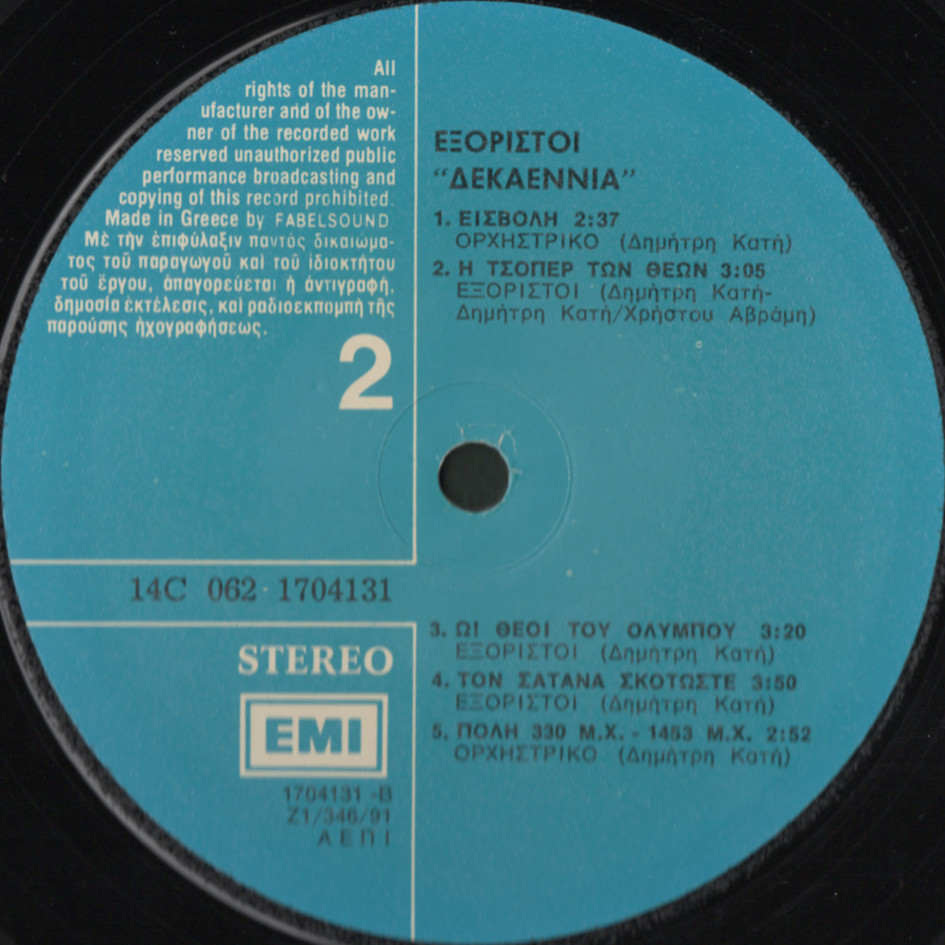 All
rights of the man-
ufacturer and of the ow-
ner of the recorded work
reserved unauthorized public
performance broadcasting and
copying of this record prohibited.
Made in Greece by FABELSOUND
Μὲ τὴν ἐπιφύλαξιν παντὸς δικαιώμα-
τος τοῦ παραγωγοῦ καὶ τοῦ ἰδιοκτήτου
τοῦ ἔργου, ἀπαγορεύεται ἡ ἀντιγραφή,
δημοσία ἐκτέλεσις, καὶ ραδιοεκπομπὴ τῆς
παρούσης ἠχογραφήσεως.
2
14C 062-1704131
STEREO
EMI
1704131 -B
Z1/346/91
Α Ε Π Ι
ΕΞΟΡΙΣΤΟΙ
“ΔΕΚΑΕΝΝΙΑ”
1. ΕΙΣΒΟΛΗ 2:37
ΟΡΧΗΣΤΡΙΚΟ (Δημήτρη Κατή)
2. Η ΤΣΟΠΕΡ ΤΩΝ ΘΕΩΝ 3:05
ΕΞΟΡΙΣΤΟΙ (Δημήτρη Κατή-
Δημήτρη Κατή/Χρήστου Αβράμη)
3. Ω! ΘΕΟΙ ΤΟΥ ΟΛΥΜΠΟΥ 3:20
ΕΞΟΡΙΣΤΟΙ (Δημήτρη Κατή)
4. ΤΟΝ ΣΑΤΑΝΑ ΣΚΟΤΩΣΤΕ 3:50
ΕΞΟΡΙΣΤΟΙ (Δημήτρη Κατή)
5. ΠΟΛΗ 330 Μ.Χ. - 1453 Μ.Χ. 2:52
ΟΡΧΗΣΤΡΙΚΟ (Δημήτρη Κατή)